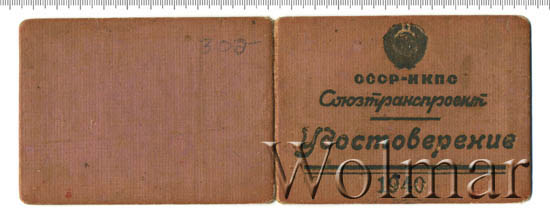 300-
СССР-НКПС
Союзтранспроект
Удостоверение
1940
Wolmar